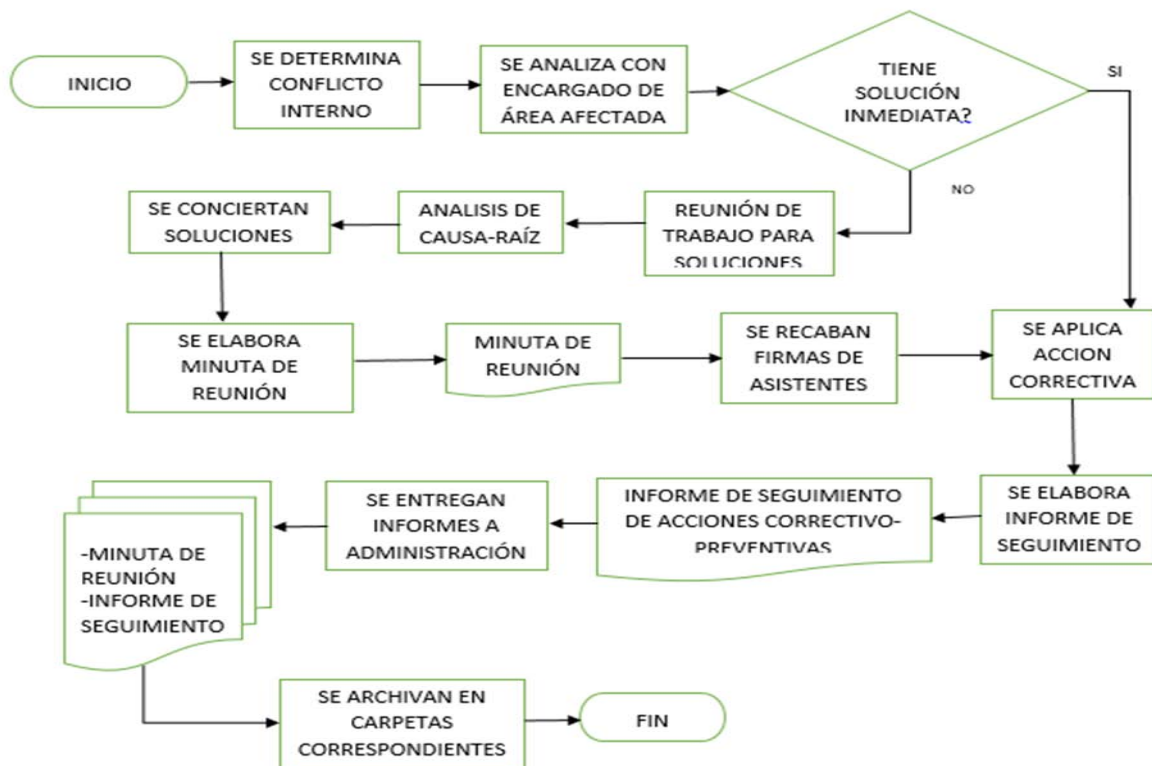 INICIO
SE DETERMINA
CONFLICTO
INTERNO
SE ANALIZA CON
ENCARGADO DE
ÁREA AFECTADA
TIENE
SOLUCIÓN
INMEDIATA?
SI
NO
REUNIÓN DE
TRABAJO PARA
SOLUCIONES
ANALISIS DE
CAUSA-RAÍZ
SE CONCIERTAN
SOLUCIONES
SE ELABORA
MINUTA DE
REUNIÓN
MINUTA DE
REUNIÓN
SE RECABAN
FIRMAS DE
ASISTENTES
SE APLICA
ACCION
CORRECTIVA
SE ELABORA
INFORME DE
SEGUIMIENTO
INFORME DE SEGUIMIENTO
DE ACCIONES CORRECTIVO-
PREVENTIVAS
SE ENTREGAN
INFORMES A
ADMINISTRACIÓN
-MINUTA DE
REUNIÓN
-INFORME DE
SEGUIMIENTO
SE ARCHIVAN EN
CARPETAS
CORRESPONDIENTES
FIN